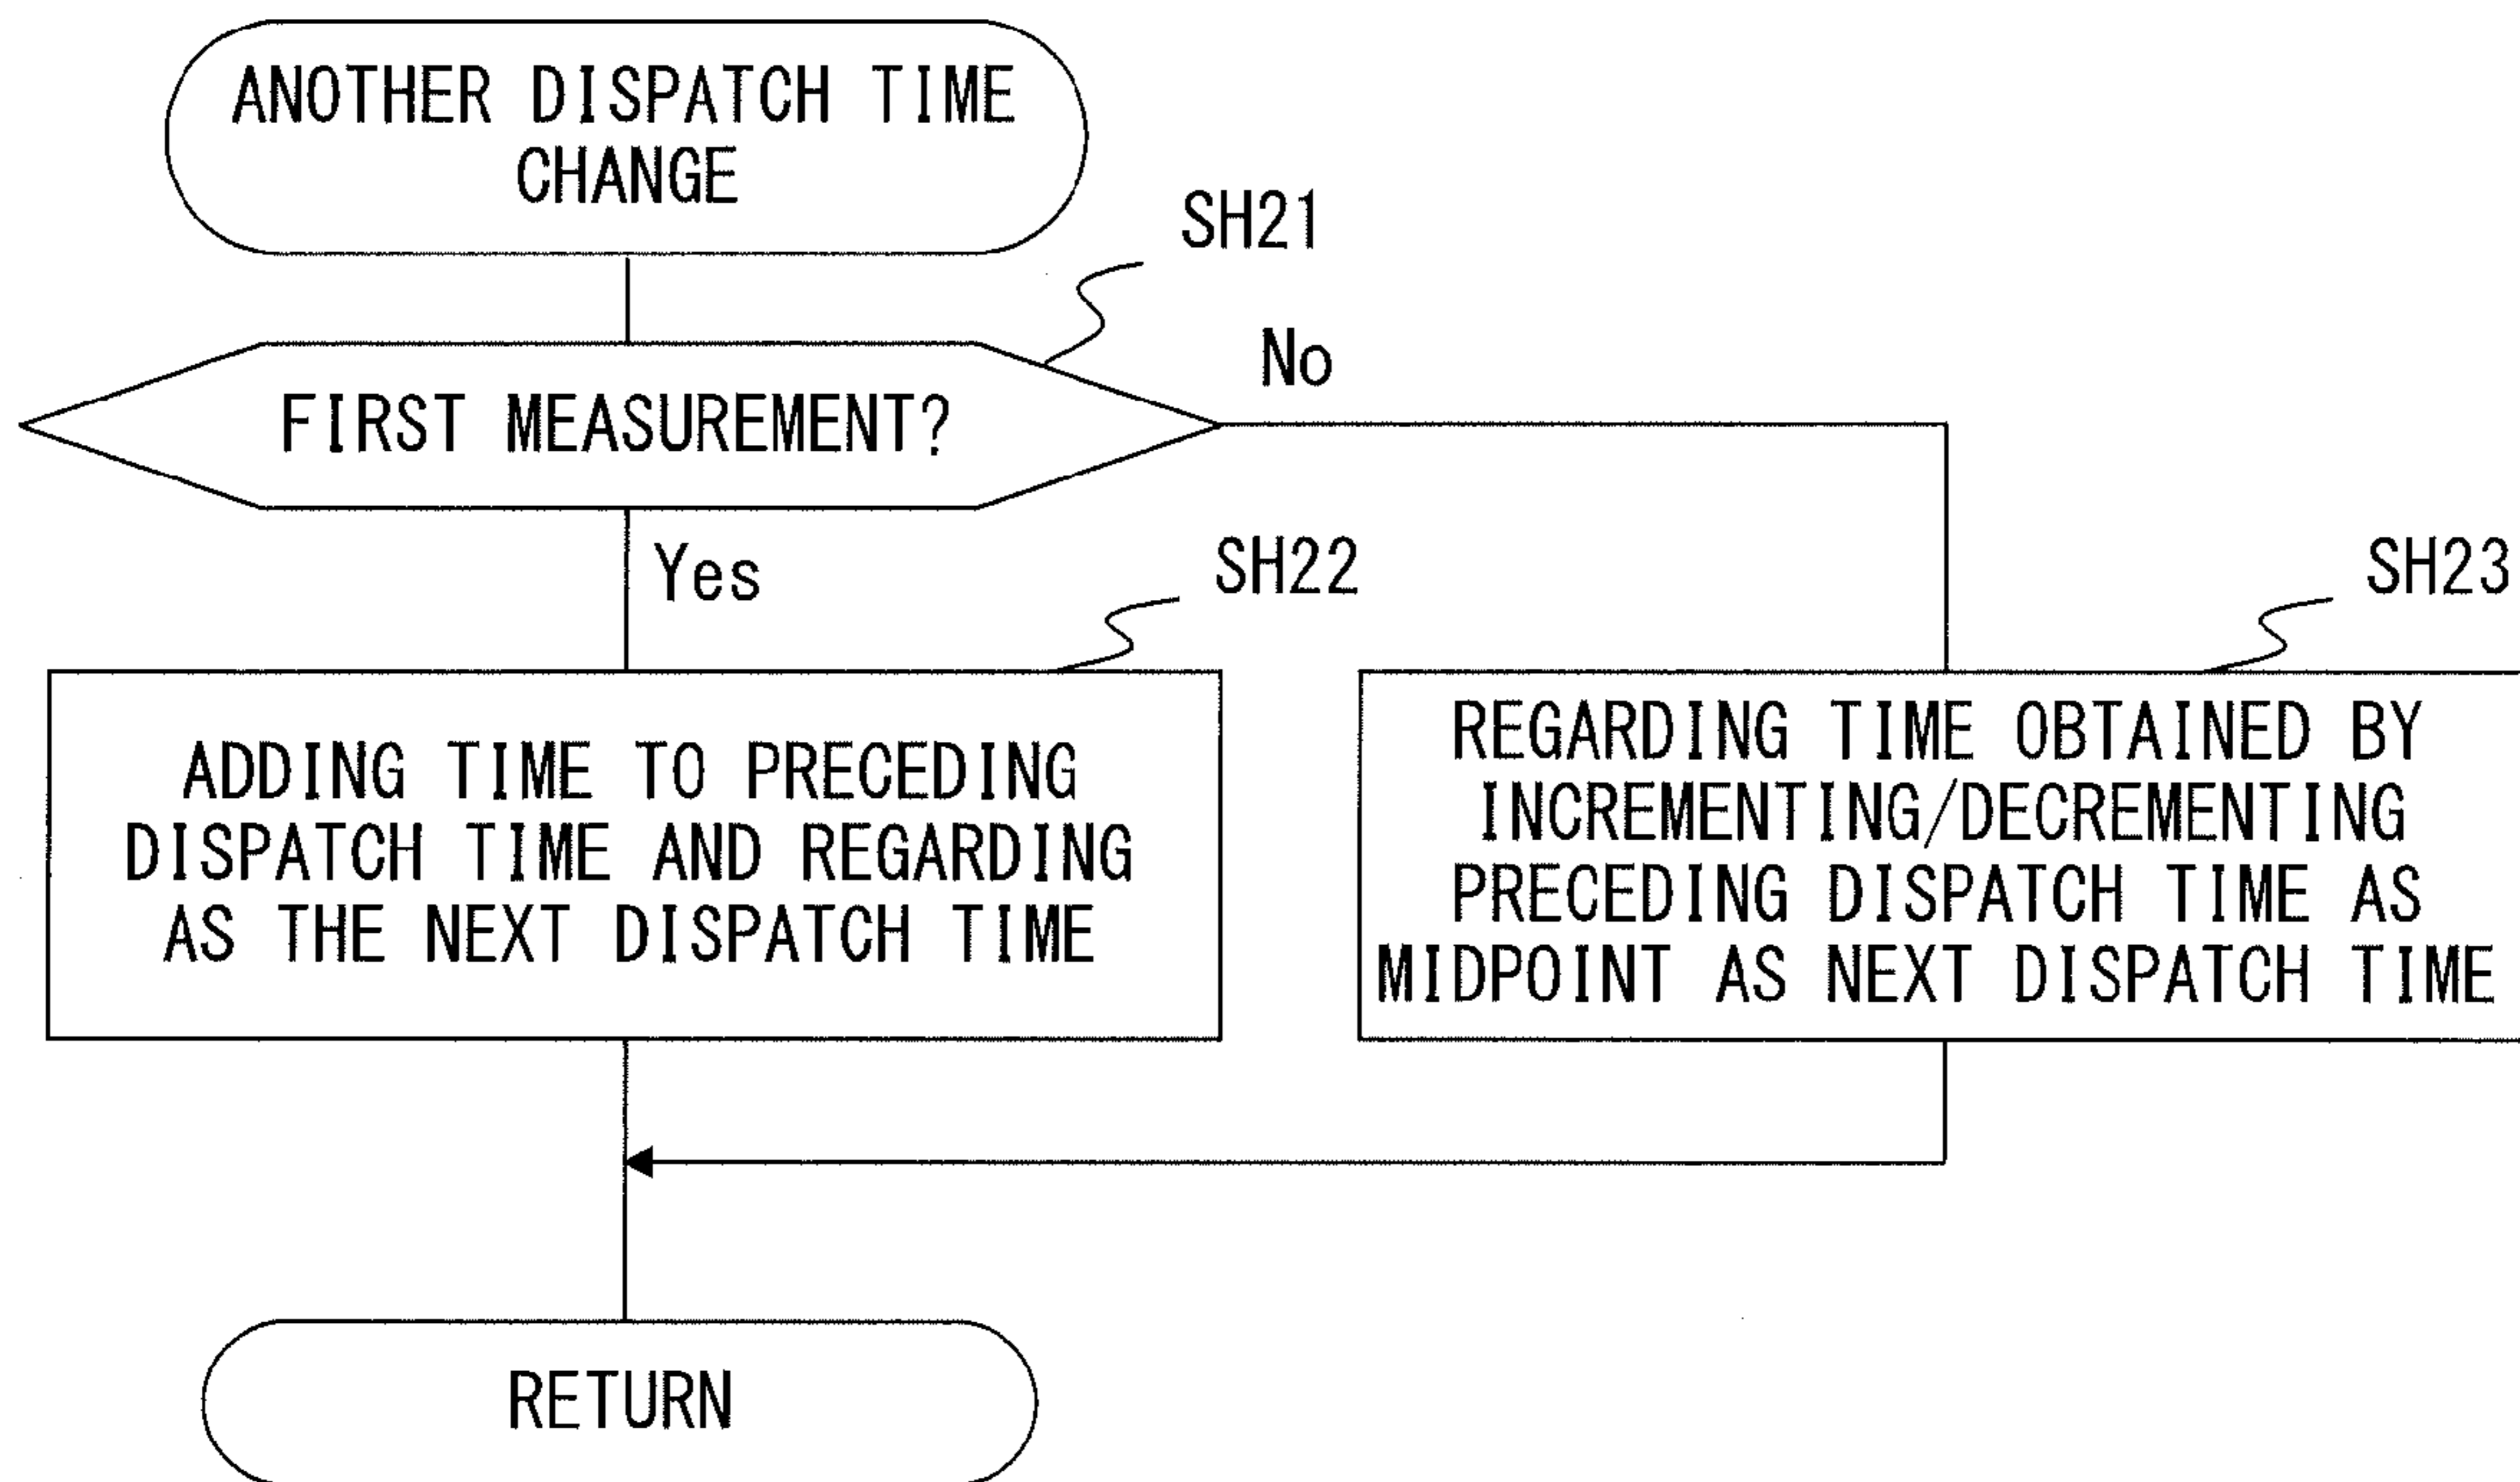 ANOTHER DISPATCH TIME
CHANGE
SH21
FIRST MEASUREMENT?
No
Yes
SH22
ADDING TIME TO PRECEDING
DISPATCH TIME AND REGARDING
AS THE NEXT DISPATCH TIME
SH23
REGARDING TIME OBTAINED BY
INCREMENTING/DECREMENTING
PRECEDING DISPATCH TIME AS
MIDPOINT AS NEXT DISPATCH TIME
RETURN